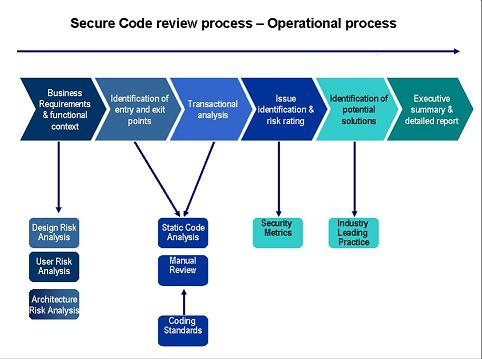 Secure Code review process – Operational process
Business
Requirements
& functional
context
Identification of
entry and exit
points
Transactional
analysis
Issue
identification &
risk rating
Identification of
potential
solutions
Executive
summary &
detailed report
Design Risk
Analysis
User Risk
Analysis
Architecture
Risk Analysis
Static Code
Analysis
Manual
Review
Coding
Standards
Security
Metrics
Industry
Leading
Practice